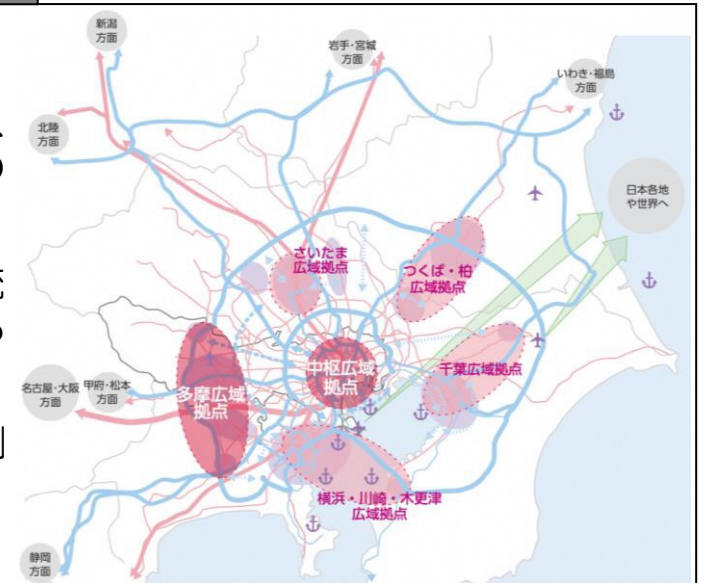 新潟
方面
岩手・宮城
方面
いわき・福島
方面
北陸
方面
日本各地
や世界へ
さいたま
広域拠点
つくば・柏
広域拠点
中枢広域
拠点
千葉広域拠点
名古屋・大阪
方面
甲府・松本
方面
多摩広域
拠点
横浜・川崎・木更津
広域拠点
静岡
方面